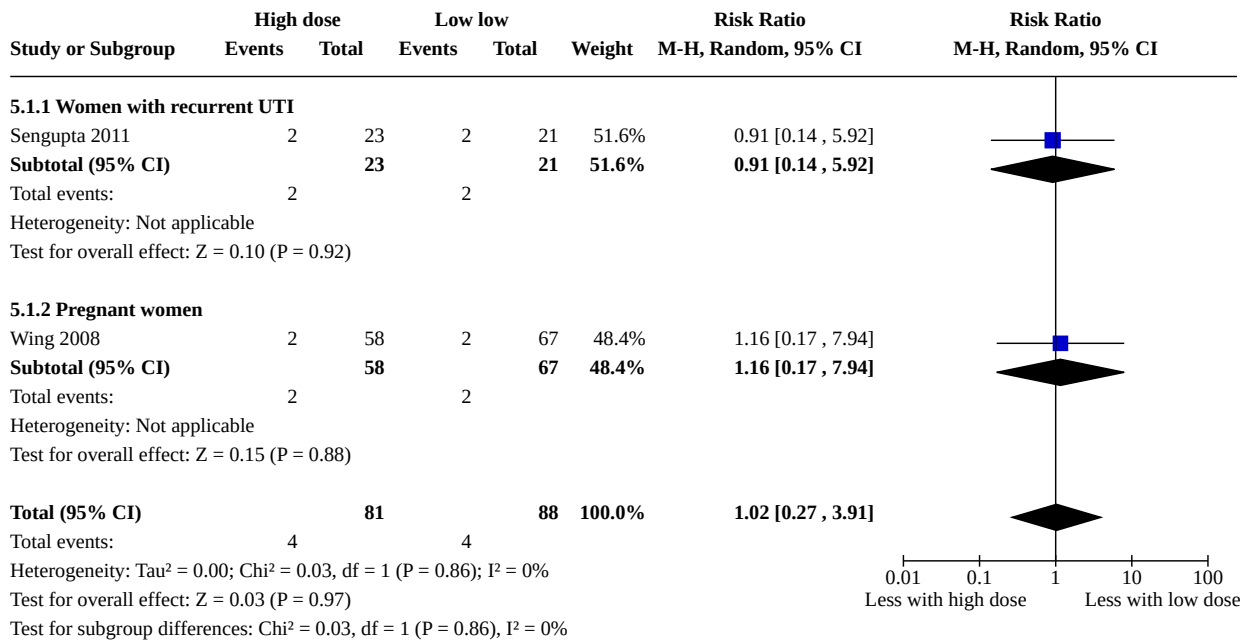 High dose Low low Risk Ratio Risk Ratio
Study or Subgroup Events Total Events Total Weight M-H, Random, 95% CI M-H, Random, 95% CI
5.1.1 Women with recurrent UTI
Sengupta 2011 2 23 2 21 51.6% 0.91 [0.14 , 5.92]
Subtotal (95% CI) 23 21 51.6% 0.91 [0.14 , 5.92]
Total events: 2 2
Heterogeneity: Not applicable
Test for overall effect: Z = 0.10 (P = 0.92)
5.1.2 Pregnant women
Wing 2008 2 58 2 67 48.4% 1.16 [0.17 , 7.94]
Subtotal (95% CI) 58 67 48.4% 1.16 [0.17 , 7.94]
Total events: 2 2
Heterogeneity: Not applicable
Test for overall effect: Z = 0.15 (P = 0.88)
Total (95% CI) 81 88 100.0% 1.02 [0.27 , 3.91]
Total events: 4 4
Heterogeneity: Tau² = 0.00; Chi² = 0.03, df = 1 (P = 0.86); I² = 0%
Test for overall effect: Z = 0.03 (P = 0.97)
Test for subgroup differences: Chi² = 0.03, df = 1 (P = 0.86), I² = 0%
0.01 0.1 1 10 100
Less with high dose Less with low dose